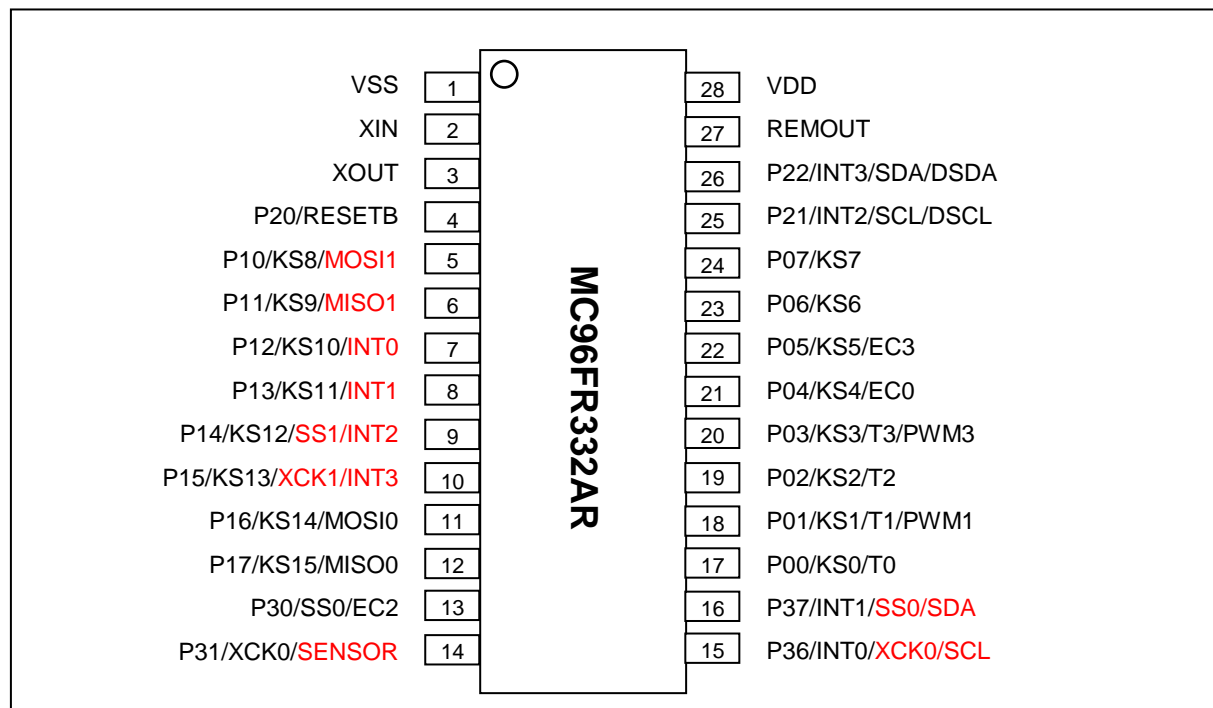 VSS 1 28 VDD
XIN 2 27 REMOUT
XOUT 3 26 P22/INT3/SDA/DSDA
P20/RESETB 4 25 P21/INT2/SCL/DSCL
P10/KS8/MOSI1 5 24 P07/KS7
P11/KS9/MISO1 6 23 P06/KS6
P12/KS10/INT0 7 22 P05/KS5/EC3
P13/KS11/INT1 8 21 P04/KS4/EC0
P14/KS12/SS1/INT2 9 20 P03/KS3/T3/PWM3
P15/KS13/XCK1/INT3 10 19 P02/KS2/T2
P16/KS14/MOSI0 11 18 P01/KS1/T1/PWM1
P17/KS15/MISO0 12 17 P00/KS0/T0
P30/SS0/EC2 13 16 P37/INT1/SS0/SDA
P31/XCK0/SENSOR 14 15 P36/INT0/XCK0/SCL
MC96FR332AR